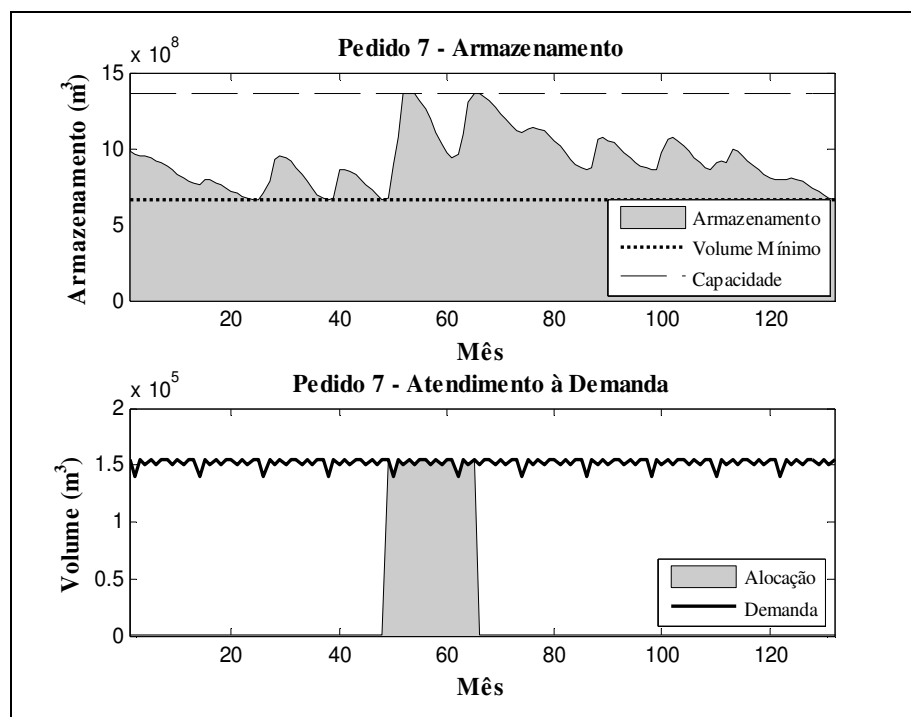 Pedido 7 - Armazenamento
x 10^8
Armazenamento (m³)
15
10
5
0
Armazenamento
Volume Mínimo
Capacidade
20 40 60 80 100 120
Mês
Pedido 7 - Atendimento à Demanda
x 10^5
Volume (m³)
2
1.5
1
0.5
0
Alocação
Demanda
20 40 60 80 100 120
Mês